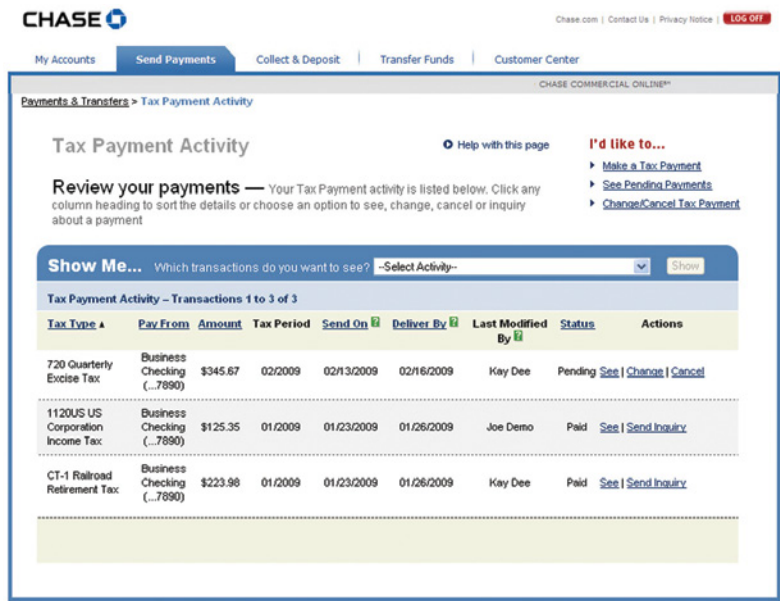 CHASE
Chase.com | Contact Us | Privacy Notice | LOG OFF
My Accounts Send Payments Collect & Deposit Transfer Funds Customer Center
CHASE COMMERCIAL ONLINE℠
Payments & Transfers > Tax Payment Activity
Tax Payment Activity
Help with this page
I'd like to...
Make a Tax Payment
See Pending Payments
Change/Cancel Tax Payment
Review your payments — Your Tax Payment activity is listed below. Click any
column heading to sort the details or choose an option to see, change, cancel or inquiry
about a payment
Show Me... Which transactions do you want to see? --Select Activity-- Show
Tax Payment Activity – Transactions 1 to 3 of 3
Tax Type ▲ Pay From Amount Tax Period Send On ? Deliver By ? Last Modified By ? Status Actions
720 Quarterly Excise Tax Business Checking (...7890) $345.67 02/2009 02/13/2009 02/16/2009 Kay Dee Pending See | Change | Cancel
1120US US Corporation Income Tax Business Checking (...7890) $125.35 01/2009 01/23/2009 01/26/2009 Joe Demo Paid See | Send Inquiry
CT-1 Railroad Retirement Tax Business Checking (...7890) $223.98 01/2009 01/23/2009 01/26/2009 Kay Dee Paid See | Send Inquiry